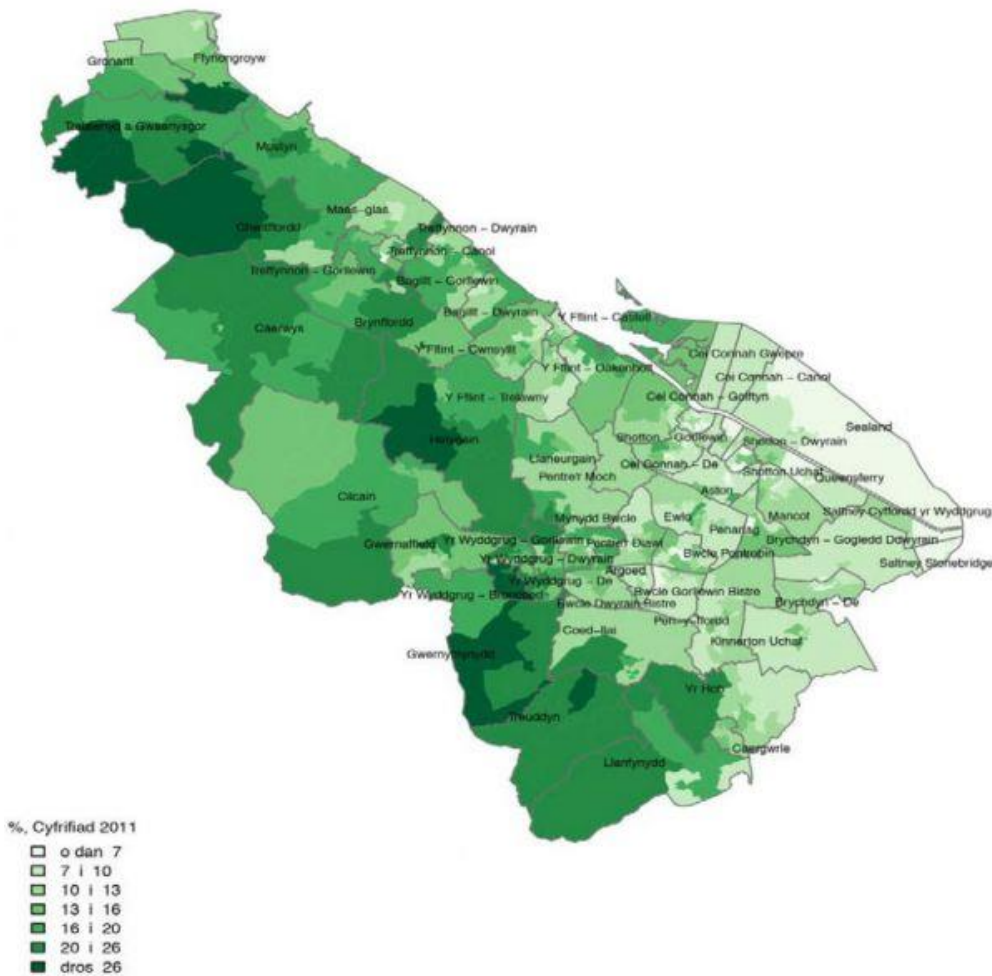 Gronant
Ffynongroyw
Trelawnyd a Gwaenysgor
Mostyn
Maes-glas
Chwitffordd
Treffynnon - Dwyrain
Treffynnon - Canol
Treffynnon - Gorllewin
Bagillt - Gorllewin
Bagillt - Dwyrain
Brynffordd
Caerwys
Y Fflint - Castell
Y Fflint - Cwnsyllt
Y Fflint - Oakenholt
Cei Connah Gwepre
Cei Connah - Canol
Y Fflint - Trelawny
Cei Connah - Golftyn
Sealand
Helygain
Shotton - Gorllewin
Shotton - Dwyrain
Llaneurgain
Cei Connah - De
Shotton Uchaf
Pentre'r Moch
Queensferry
Aston
Cilcain
Mynydd Bwcle
Ewlo
Mancot
Saltney Cyffordd yr Wyddgrug
Penarlag
Gwernaffield
Yr Wyddgrug - Gorllewin
Brychdyn - Gogledd Ddwyrain
Bwcle Pentrobin
Yr Wyddgrug - Dwyrain
Argoed
Saltney Stonebridge
Yr Wyddgrug - De
Yr Wyddgrug - Broncoed
Bwcle Gorllewin Bistre
Bwcle Dwyrain Bistre
Brychdyn - De
Coed-llai
Pen-y-ffordd
Kinnerton Uchaf
Gwernymynydd
Yr Hob
Treuddyn
Caergwrle
Llanfynydd
%, Cyfrifiad 2011
o dan 7
7 i 10
10 i 13
13 i 16
16 i 20
20 i 26
dros 26